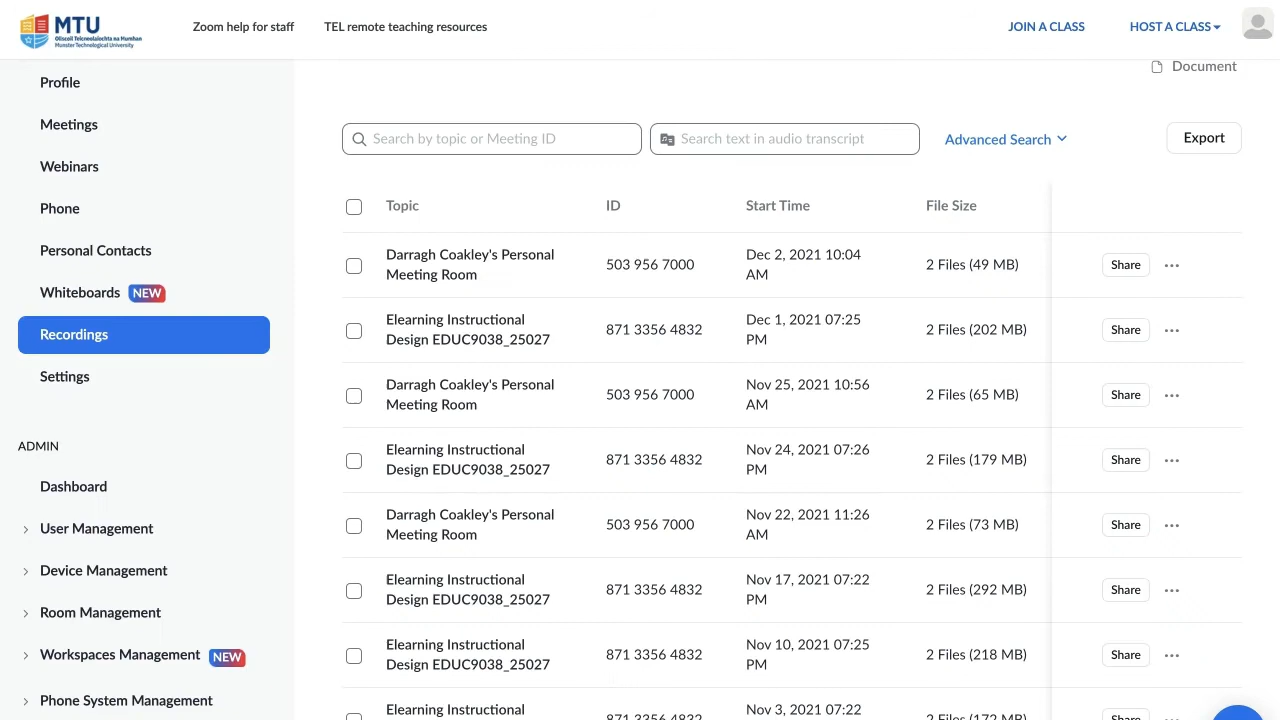 MTU
Ollscoil Teicneolaíochta na Mumhan
Munster Technological University
Zoom help for staff
TEL remote teaching resources
JOIN A CLASS
HOST A CLASS
Profile
Meetings
Webinars
Phone
Personal Contacts
Whiteboards NEW
Recordings
Settings
ADMIN
Dashboard
User Management
Device Management
Room Management
Workspaces Management NEW
Phone System Management
Document
Search by topic or Meeting ID
Search text in audio transcript
Advanced Search
Export
Topic ID Start Time File Size
Darragh Coakley's Personal
Meeting Room
503 956 7000
Dec 2, 2021 10:04
AM
2 Files (49 MB)
Share
Elearning Instructional
Design EDUC9038_25027
871 3356 4832
Dec 1, 2021 07:25
PM
2 Files (202 MB)
Share
Darragh Coakley's Personal
Meeting Room
503 956 7000
Nov 25, 2021 10:56
AM
2 Files (65 MB)
Share
Elearning Instructional
Design EDUC9038_25027
871 3356 4832
Nov 24, 2021 07:26
PM
2 Files (179 MB)
Share
Darragh Coakley's Personal
Meeting Room
503 956 7000
Nov 22, 2021 11:26
AM
2 Files (73 MB)
Share
Elearning Instructional
Design EDUC9038_25027
871 3356 4832
Nov 17, 2021 07:22
PM
2 Files (292 MB)
Share
Elearning Instructional
Design EDUC9038_25027
871 3356 4832
Nov 10, 2021 07:25
PM
2 Files (218 MB)
Share
Elearning Instructional
871 3356 4832
Nov 3, 2021 07:22
2 Files (172 MB)
Share